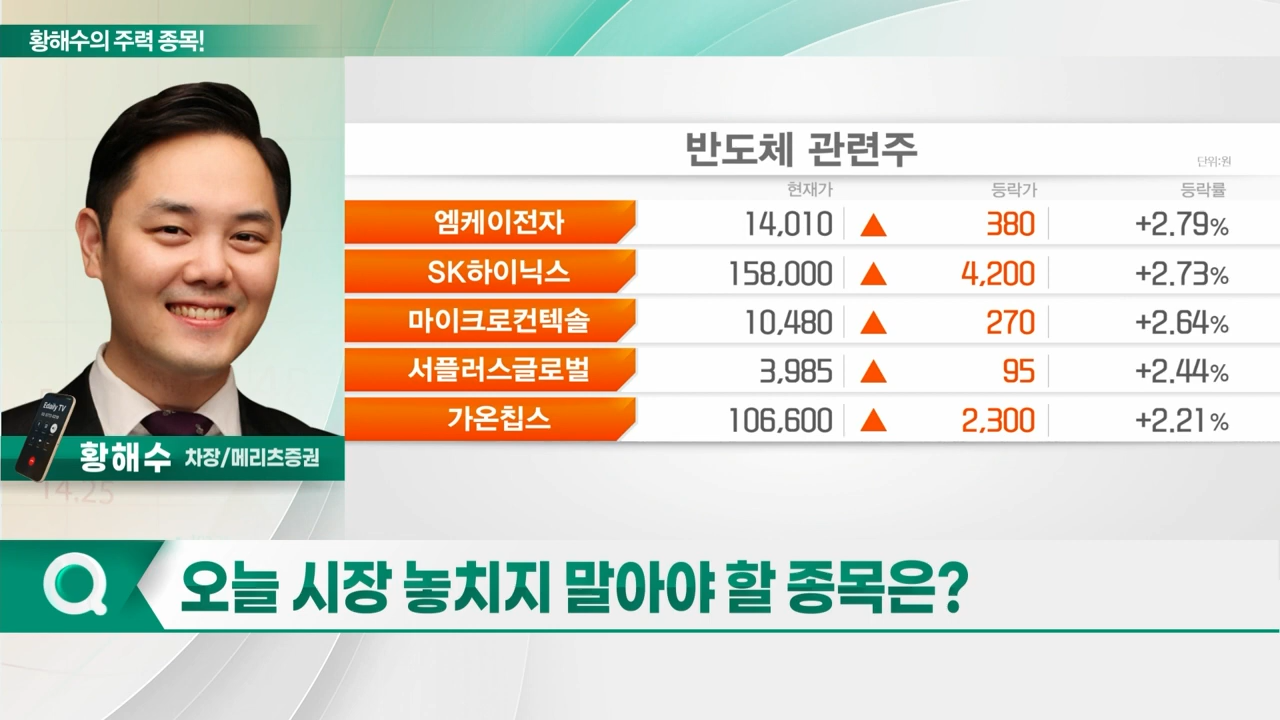 황해수의 주력 종목!
반도체 관련주
단위:원
현재가 등락가 등락률
엠케이전자 14,010 ▲ 380 +2.79%
SK하이닉스 158,000 ▲ 4,200 +2.73%
마이크로컨텍솔 10,480 ▲ 270 +2.64%
서플러스글로벌 3,985 ▲ 95 +2.44%
가온칩스 106,600 ▲ 2,300 +2.21%
Edaily TV
황해수 차장/메리츠증권
14.25
오늘 시장 놓치지 말아야 할 종목은?